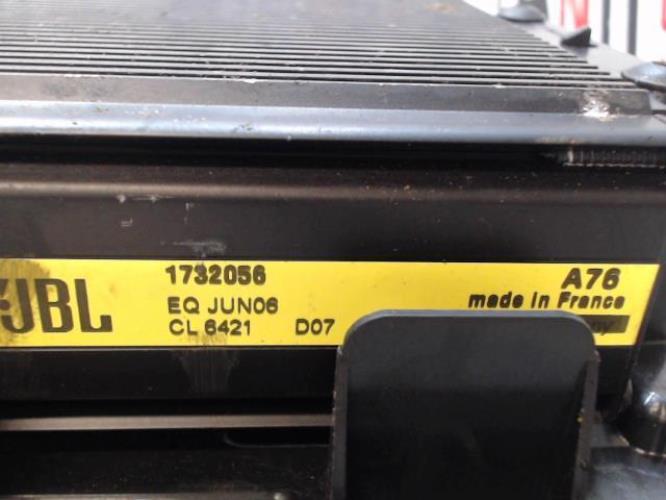 JBL
1732056
EQ JUN06
CL 6421 D07
A76
made in France